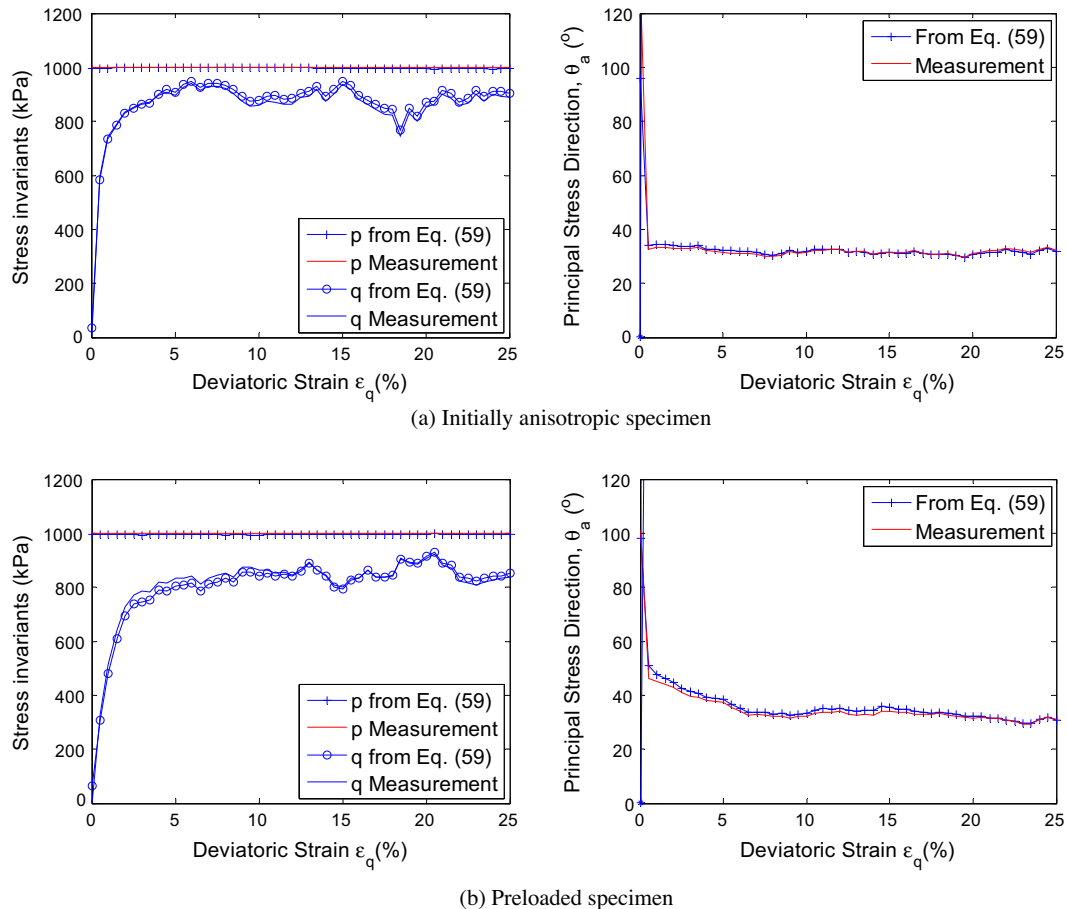 1200
1000
800
600
400
200
0
Stress invariants (kPa)
p from Eq. (59)
p Measurement
q from Eq. (59)
q Measurement
0 5 10 15 20 25
Deviatoric Strain ε_q(%)
120
100
80
60
40
20
0
Principal Stress Direction, θ_a (°)
From Eq. (59)
Measurement
0 5 10 15 20 25
Deviatoric Strain ε_q(%)
(a) Initially anisotropic specimen
1200
1000
800
600
400
200
0
Stress invariants (kPa)
p from Eq. (59)
p Measurement
q from Eq. (59)
q Measurement
0 5 10 15 20 25
Deviatoric Strain ε_q(%)
120
100
80
60
40
20
0
Principal Stress Direction, θ_a (°)
From Eq. (59)
Measurement
0 5 10 15 20 25
Deviatoric Strain ε_q(%)
(b) Preloaded specimen